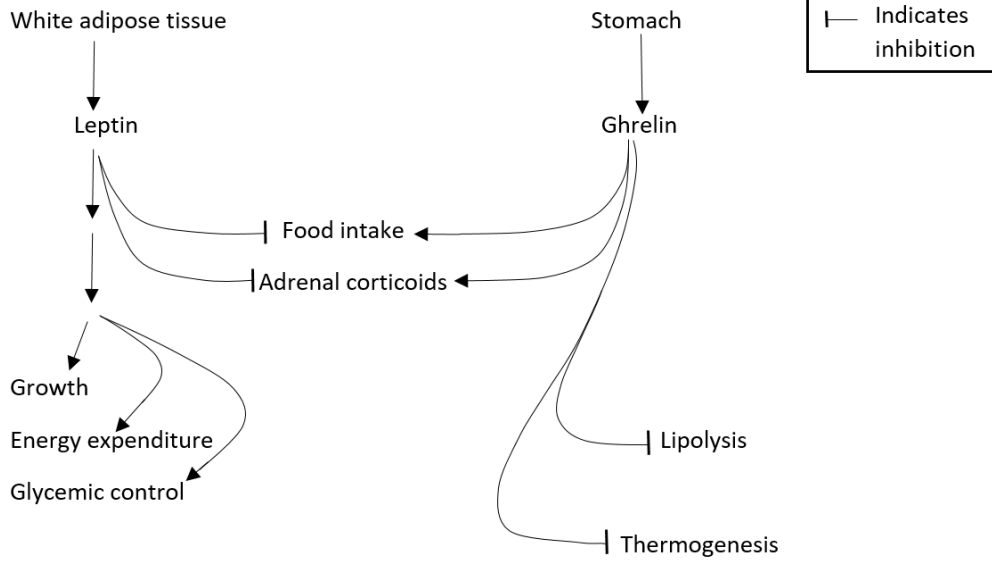 White adipose tissue
Stomach
Indicates
inhibition
Leptin
Ghrelin
Food intake
Adrenal corticoids
Growth
Energy expenditure
Glycemic control
Lipolysis
Thermogenesis